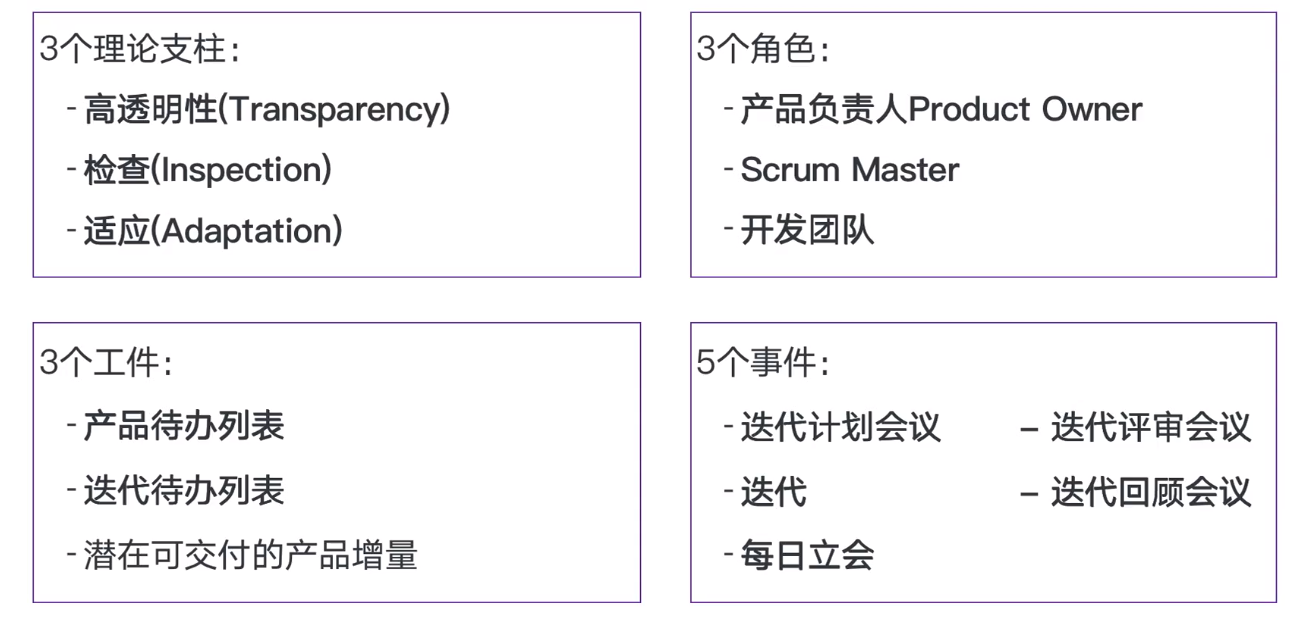 3个理论支柱：
- 高透明性(Transparency)
- 检查(Inspection)
- 适应(Adaptation)
3个角色：
- 产品负责人Product Owner
- Scrum Master
- 开发团队
3个工件：
- 产品待办列表
- 迭代待办列表
- 潜在可交付的产品增量
5个事件：
- 迭代计划会议 – 迭代评审会议
- 迭代 – 迭代回顾会议
- 每日立会